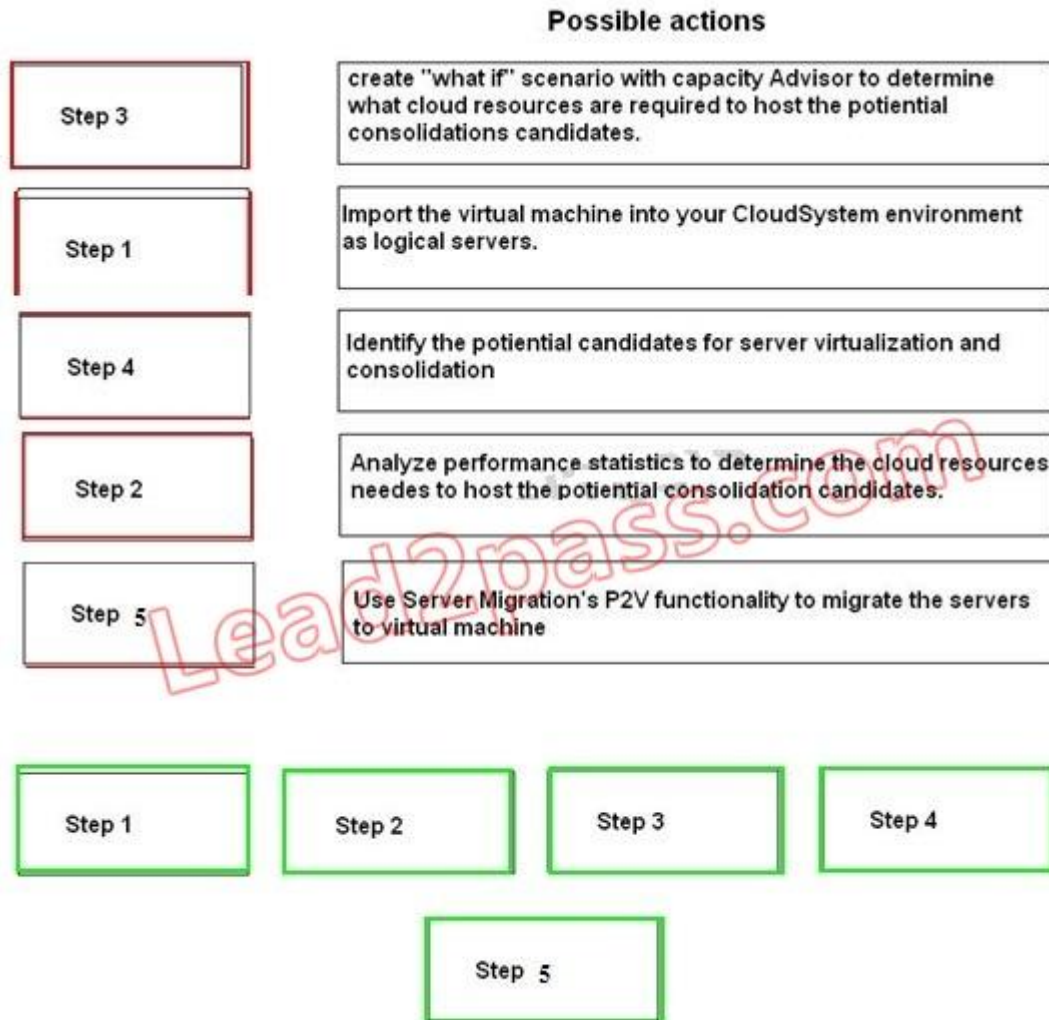 Possible actions
Step 3
create "what if" scenario with capacity Advisor to determine
what cloud resources are required to host the potiential
consolidations candidates.
Step 1
Import the virtual machine into your CloudSystem environment
as logical servers.
Step 4
Identify the potiential candidates for server virtualization and
consolidation
Step 2
Analyze performance statistics to determine the cloud resources
needes to host the potiential consolidation candidates.
Step 5
Use Server Migration's P2V functionality to migrate the servers
to virtual machine
Lead2pass.com
Step 1
Step 2
Step 3
Step 4
Step 5